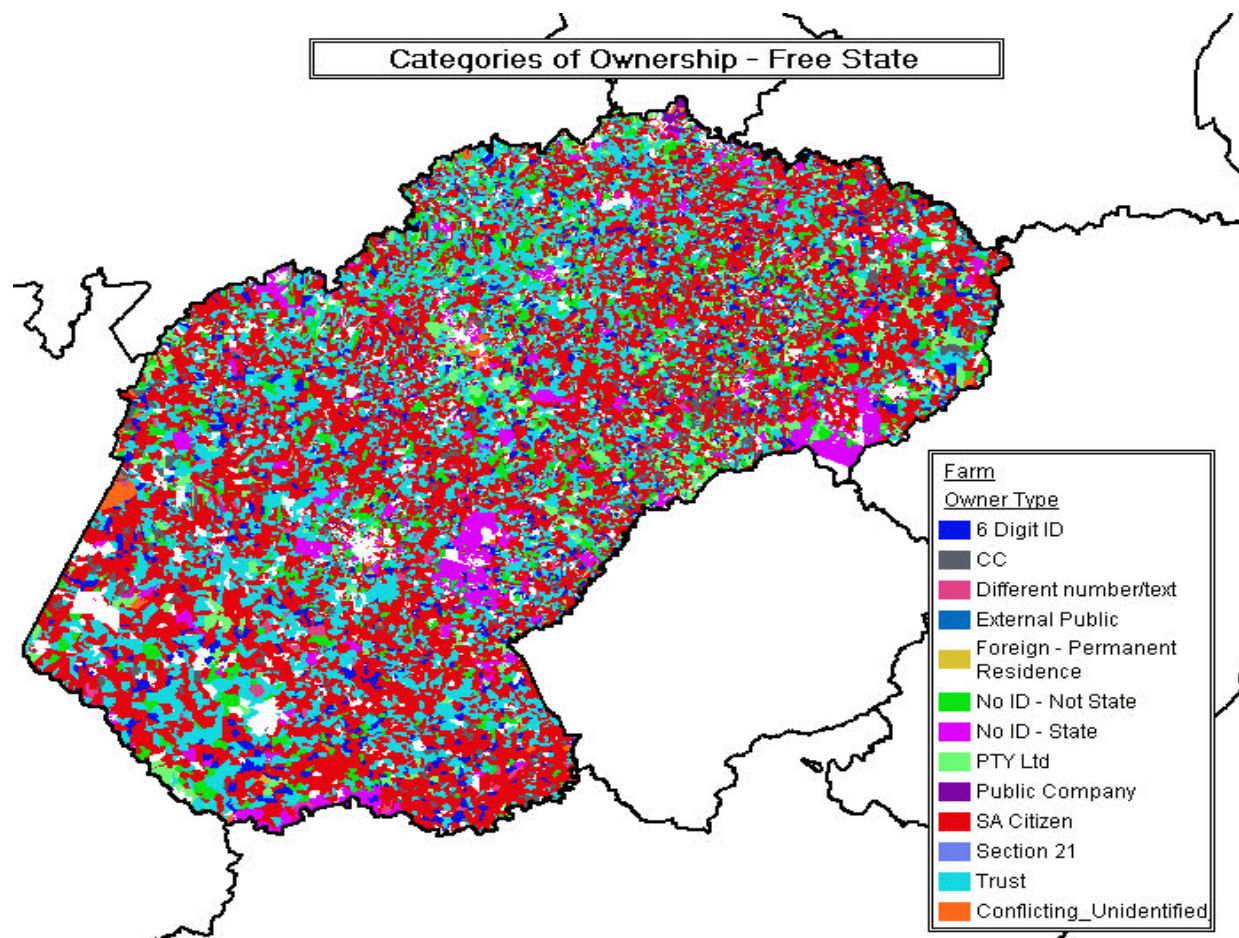 Categories of Ownership - Free State
Farm
Owner Type
6 Digit ID
CC
Different number/text
External Public
Foreign - Permanent
Residence
No ID - Not State
No ID - State
PTY Ltd
Public Company
SA Citizen
Section 21
Trust
Conflicting_Unidentified_